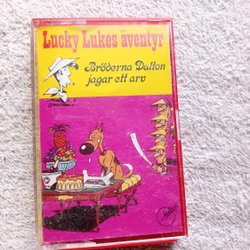 Lucky Lukes äventyr
Bröderna Dalton
jagar ett arv